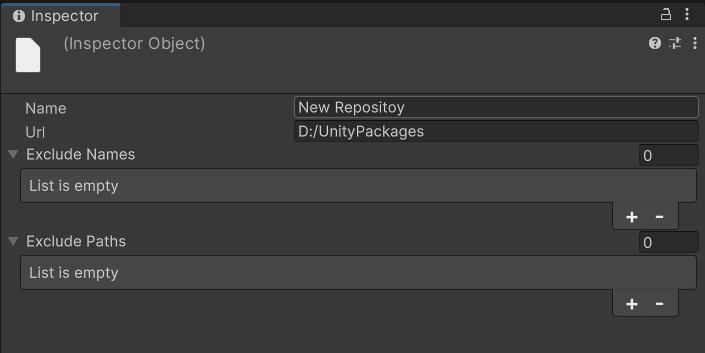 Inspector
(Inspector Object)
Name New Repositoy
Url D:/UnityPackages
Exclude Names 0
List is empty
+ -
Exclude Paths 0
List is empty
+ -